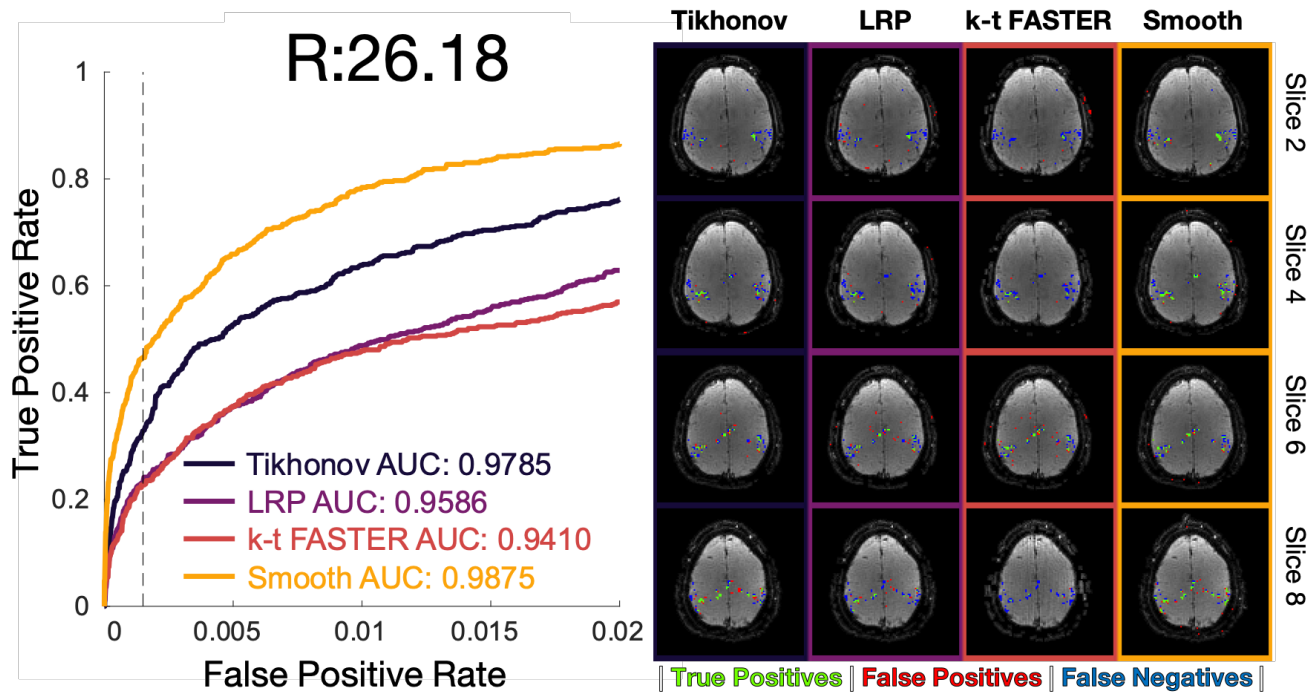 R:26.18
1
0.8
0.6
0.4
0.2
0
True Positive Rate
Tikhonov AUC: 0.9785
LRP AUC: 0.9586
k-t FASTER AUC: 0.9410
Smooth AUC: 0.9875
0 0.005 0.01 0.015 0.02
False Positive Rate
Tikhonov LRP k-t FASTER Smooth
Slice 2
Slice 4
Slice 6
Slice 8
| True Positives | False Positives | False Negatives |